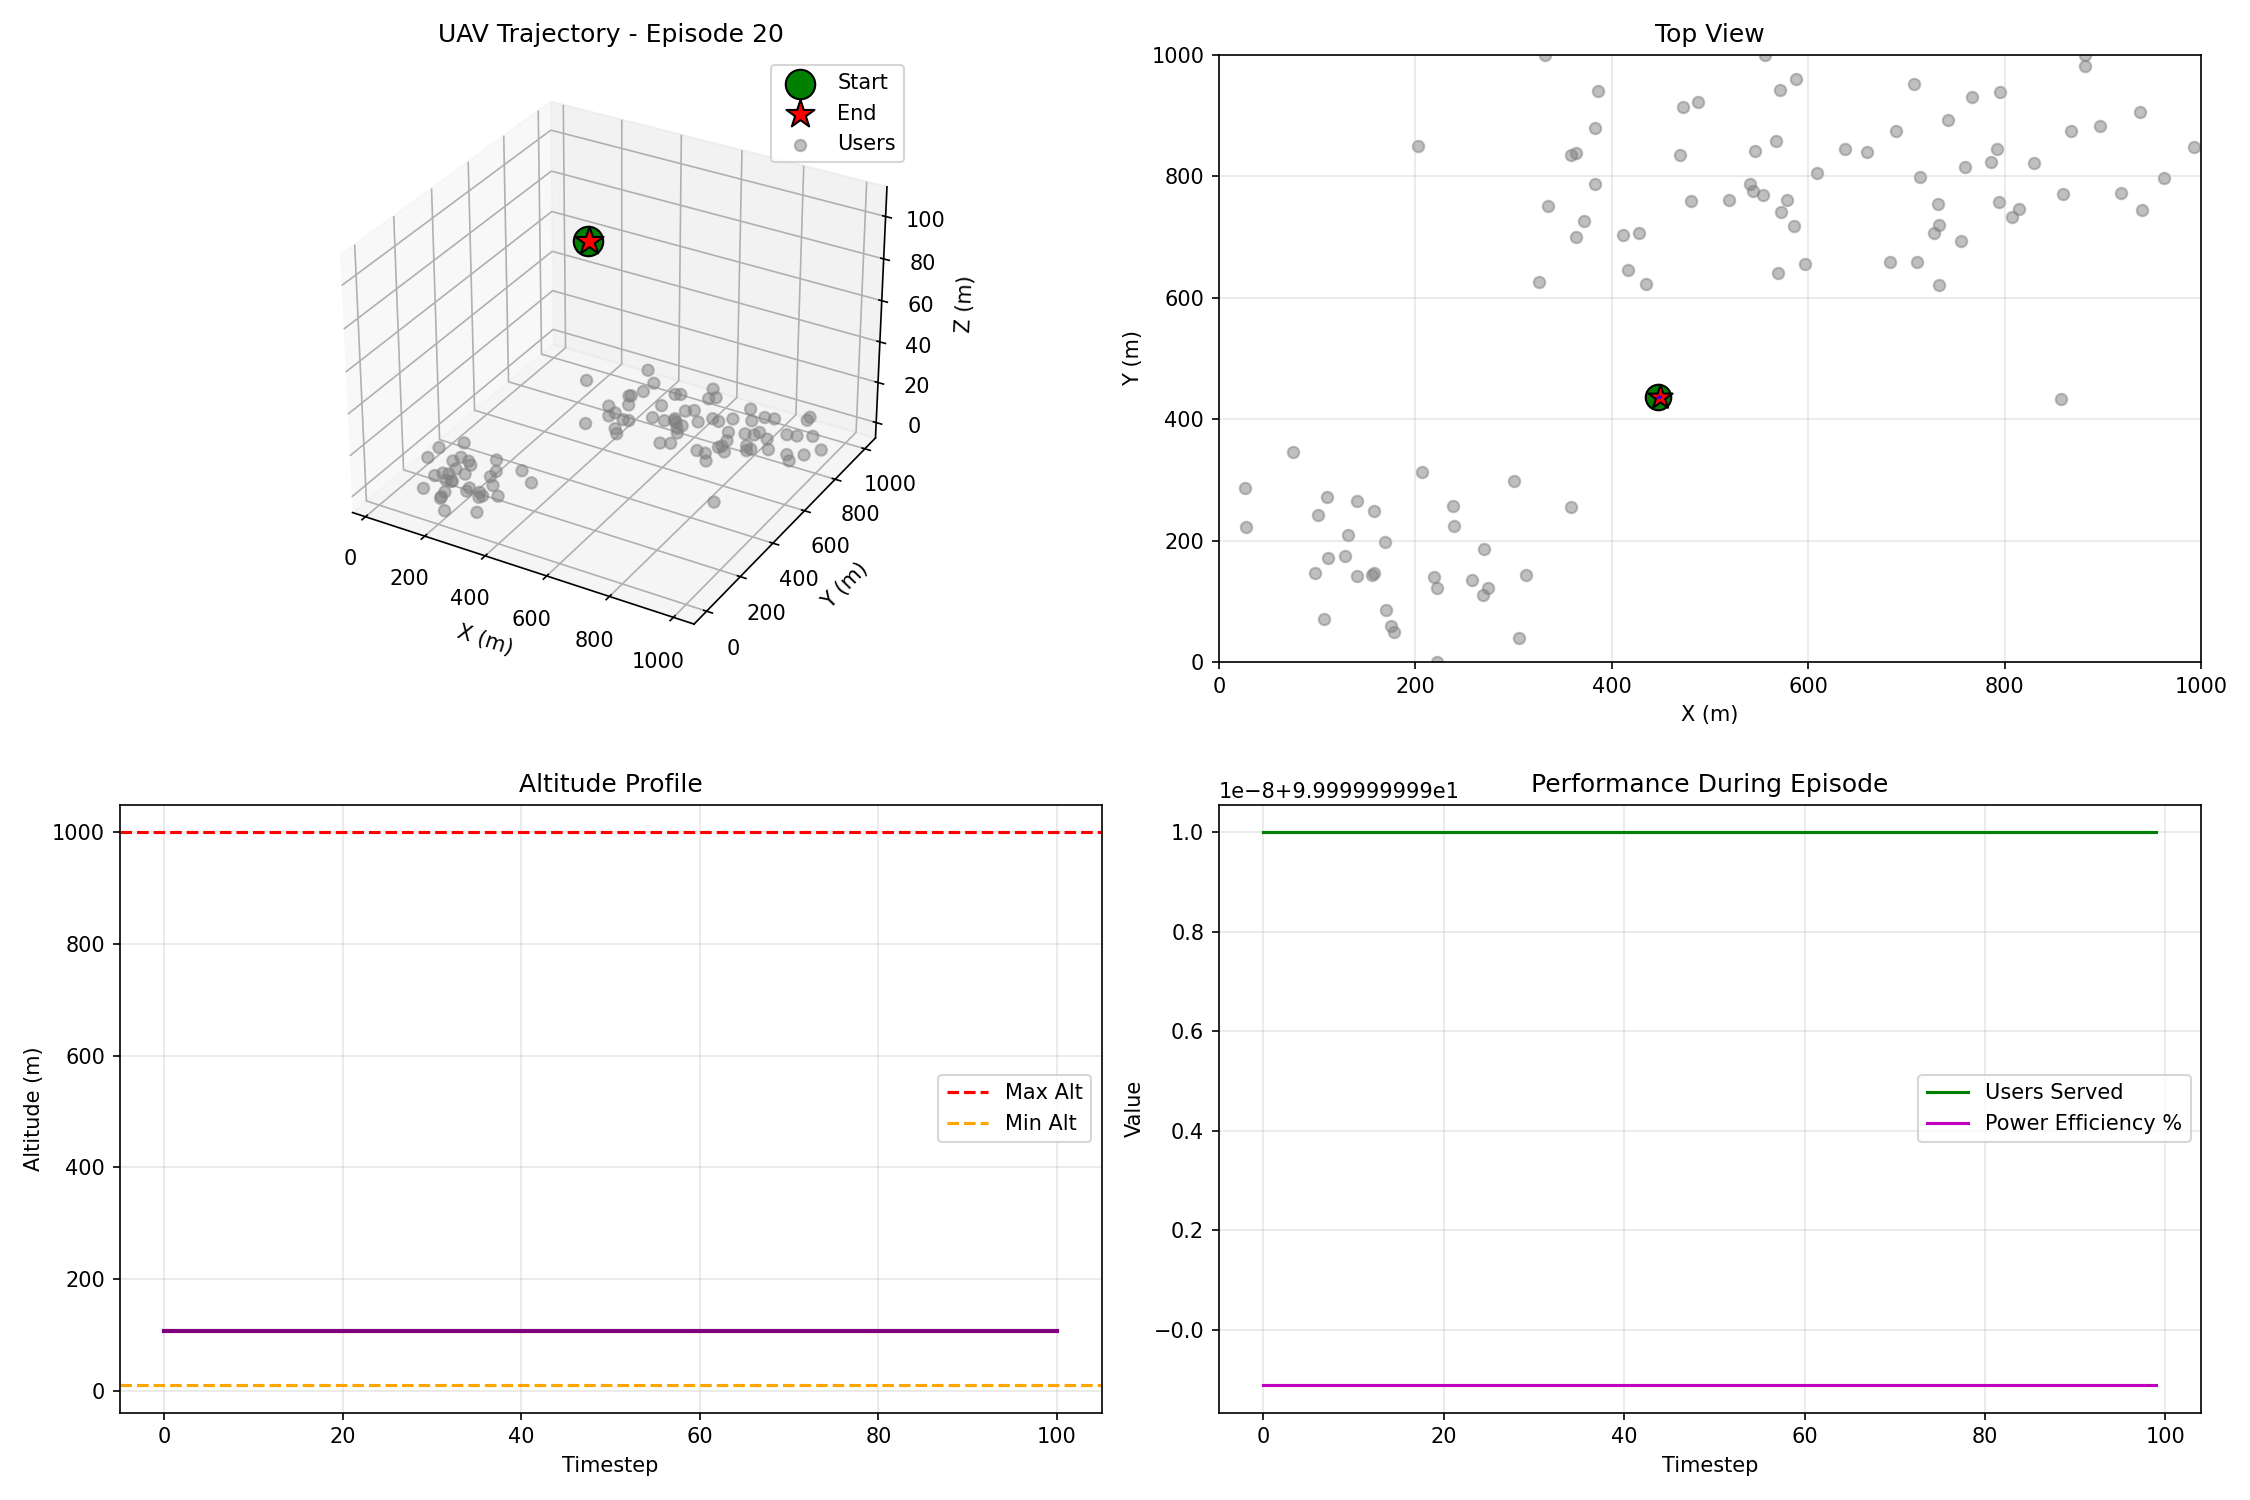 UAV Trajectory - Episode 20
Start
End
Users
100
80
60
40
20
0
Z (m)
1000
800
600
400
200
0
Y (m)
0
200
400
600
800
1000
X (m)
Top View
1000
800
600
400
200
0
Y (m)
0 200 400 600 800 1000
X (m)
Altitude Profile
1000
800
600
400
200
0
Altitude (m)
Max Alt
Min Alt
0 20 40 60 80 100
Timestep
Performance During Episode
1e−8+9.999999999e1
1.0
0.8
0.6
0.4
0.2
−0.0
Value
Users Served
Power Efficiency %
0 20 40 60 80 100
Timestep